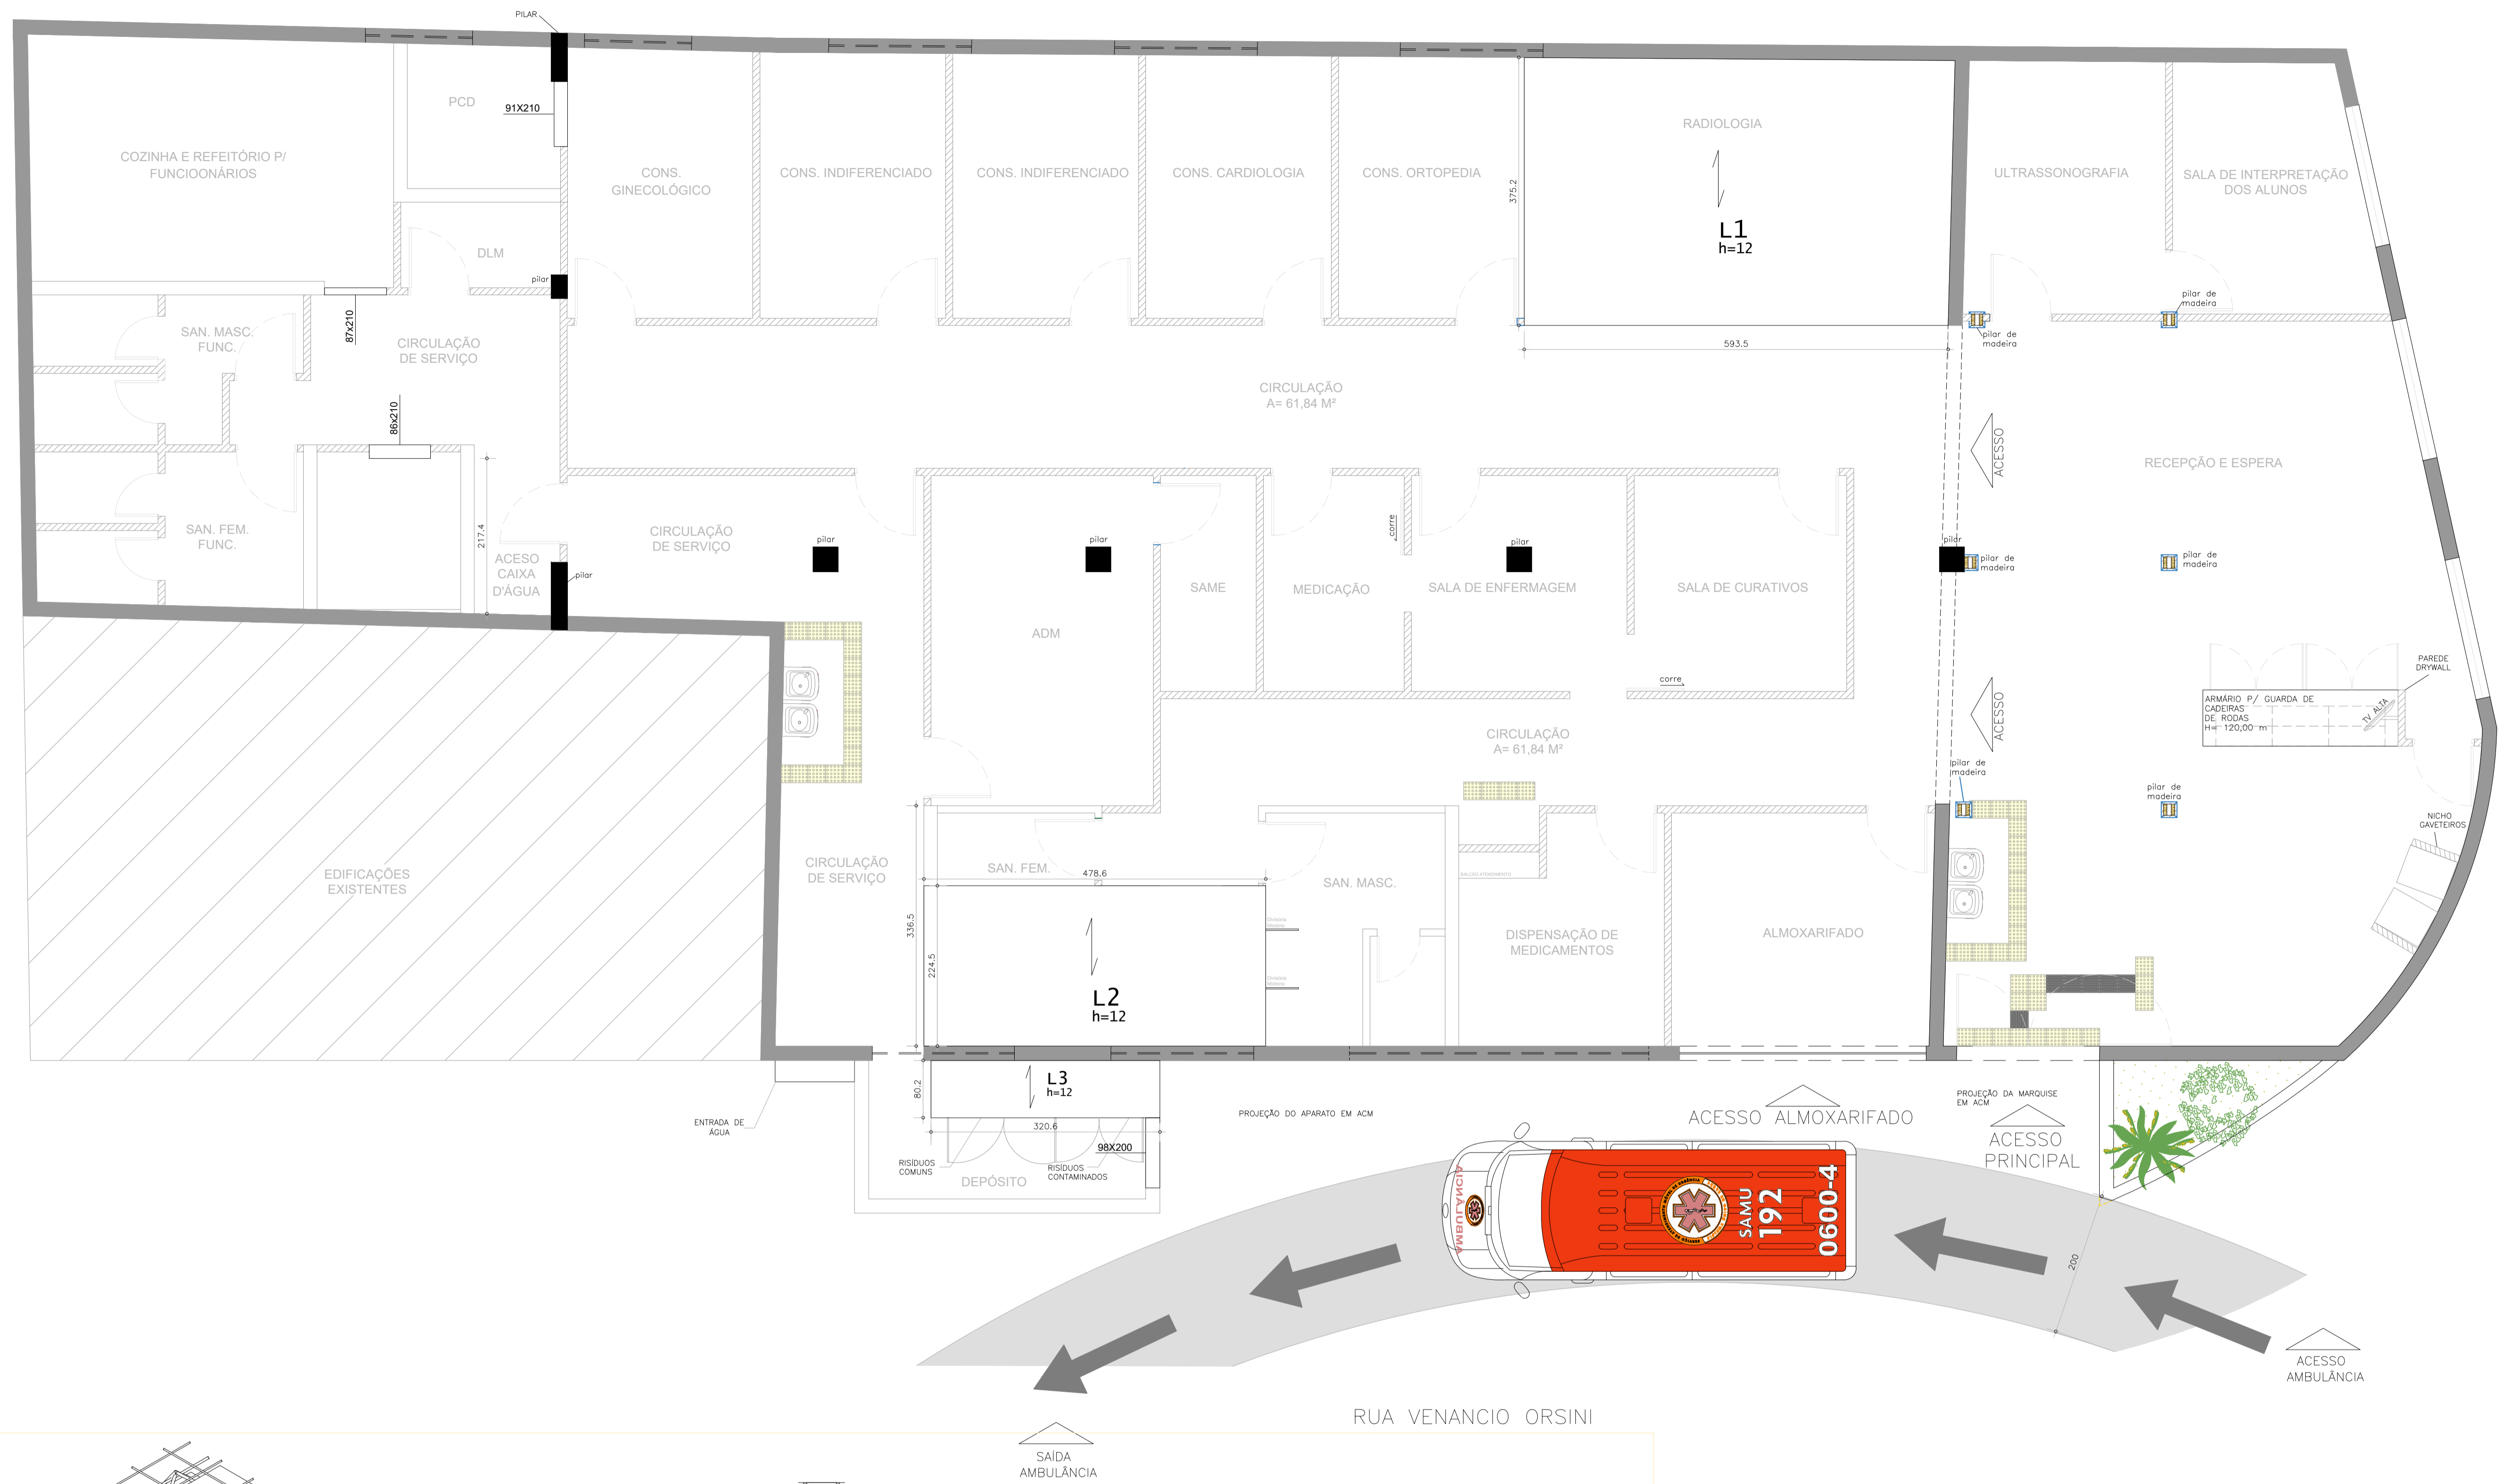 PILAR
PCD
91X210
COZINHA E REFEITÓRIO P/
FUNCIOONÁRIOS
CONS.
GINECOLÓGICO
CONS. INDIFERENCIADO
CONS. INDIFERENCIADO
CONS. CARDIOLOGIA
CONS. ORTOPEDIA
375.2
RADIOLOGIA
L1
h=12
ULTRASSONOGRAFIA
SALA DE INTERPRETAÇÃO
DOS ALUNOS
DLM
pilar
pilar de
madeira
pilar de
madeira
87x210
SAN. MASC.
FUNC.
CIRCULAÇÃO
DE SERVIÇO
593.5
CIRCULAÇÃO
A= 61,84 M²
86x210
ACESSO
RECEPÇÃO E ESPERA
217.4
SAN. FEM.
FUNC.
ACESO
CAIXA
D'ÁGUA
pilar
CIRCULAÇÃO
DE SERVIÇO
pilar
pilar
corre
pilar
pilar
pilar de
madeira
pilar de
madeira
SAME
MEDICAÇÃO
SALA DE ENFERMAGEM
SALA DE CURATIVOS
ADM
corre
PAREDE
DRYWALL
ARMÁRIO P/ GUARDA DE
CADEIRAS
DE RODAS
H= 120,00 m
TV ALTA
ACESSO
CIRCULAÇÃO
A= 61,84 M²
pilar de
madeira
pilar de
madeira
NICHO
GAVETEIROS
EDIFICAÇÕES
EXISTENTES
CIRCULAÇÃO
DE SERVIÇO
SAN. FEM.
478.6
SAN. MASC.
BALCÃO ATENDIMENTO
336.5
224.5
Divisória
Mictório
Divisória
Mictório
DISPENSAÇÃO DE
MEDICAMENTOS
ALMOXARIFADO
L2
h=12
L3
h=12
80.2
320.6
98X200
ENTRADA DE
ÁGUA
RISÍDUOS
COMUNS
RISÍDUOS
CONTAMINADOS
DEPÓSITO
PROJEÇÃO DO APARATO EM ACM
ACESSO ALMOXARIFADO
PROJEÇÃO DA MARQUISE
EM ACM
ACESSO
PRINCIPAL
AMBULÂNCIA
SAMU
192
0600-4
200
ACESSO
AMBULÂNCIA
RUA VENANCIO ORSINI
SAÍDA
AMBULÂNCIA